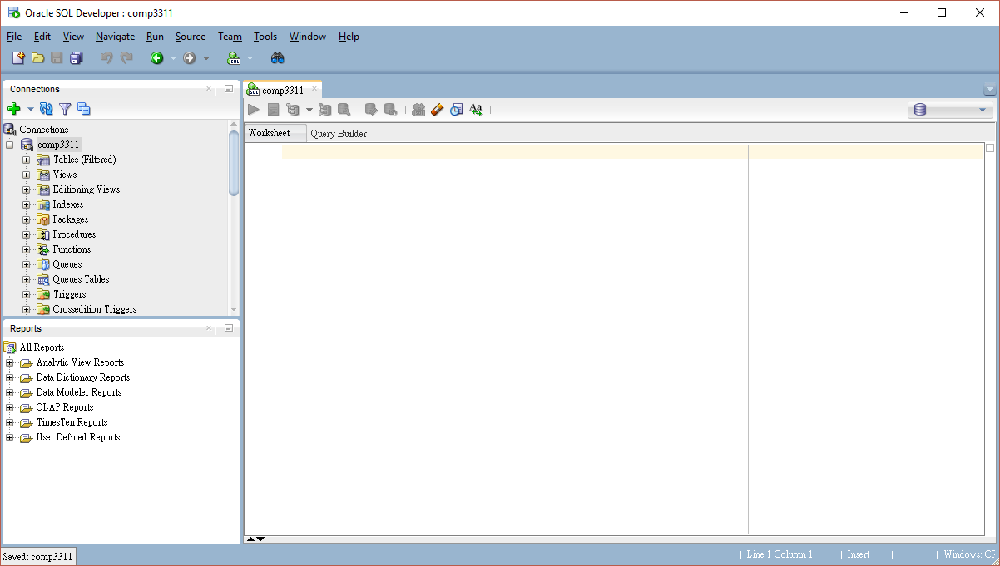 Oracle SQL Developer : comp3311
File Edit View Navigate Run Source Team Tools Window Help
SQL
Connections
Connections
comp3311
Tables (Filtered)
Views
Editioning Views
Indexes
Packages
Procedures
Functions
Queues
Queues Tables
Triggers
Crossedition Triggers
Reports
All Reports
Analytic View Reports
Data Dictionary Reports
Data Modeler Reports
OLAP Reports
TimesTen Reports
User Defined Reports
SQL comp3311
Aa
Worksheet Query Builder
Saved: comp3311
Line 1 Column 1 Insert Windows: CF